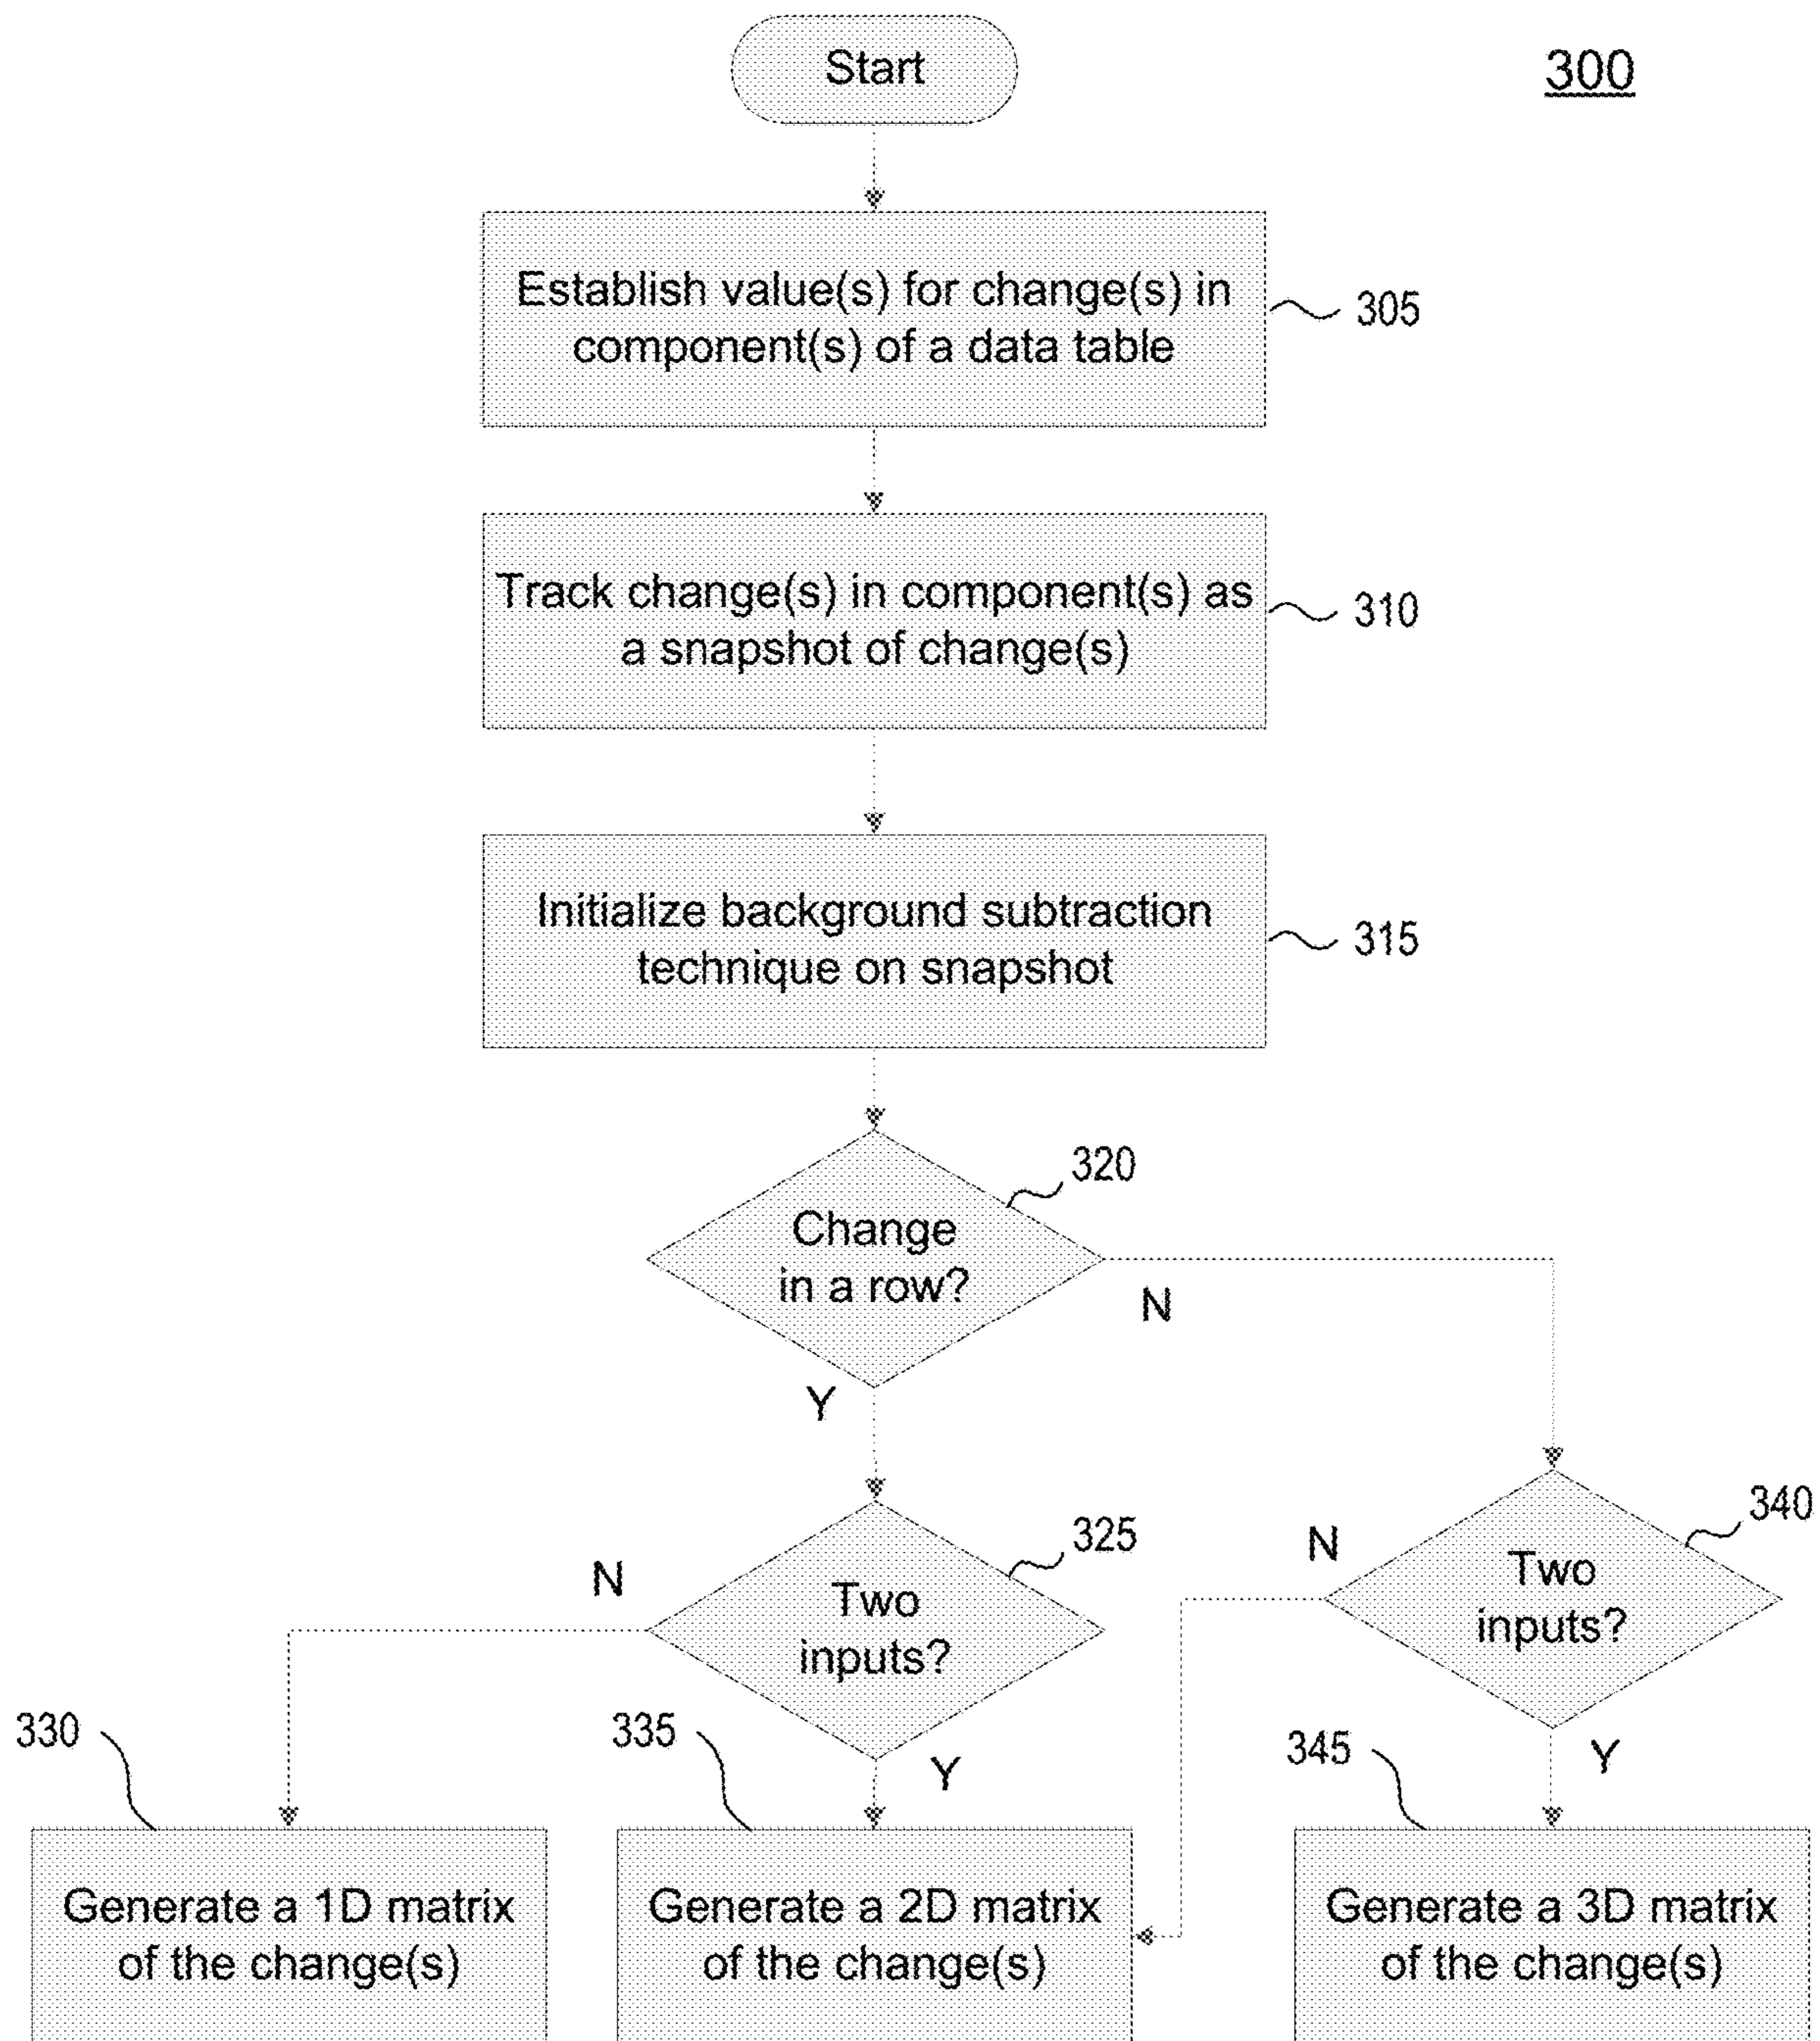 Start
300
Establish value(s) for change(s) in
component(s) of a data table
305
Track change(s) in component(s) as
a snapshot of change(s)
310
Initialize background subtraction
technique on snapshot
315
320
Change
in a row?
N
Y
325
Two
inputs?
N
Y
340
Two
inputs?
N
Y
330
335
345
Generate a 1D matrix
of the change(s)
Generate a 2D matrix
of the change(s)
Generate a 3D matrix
of the change(s)